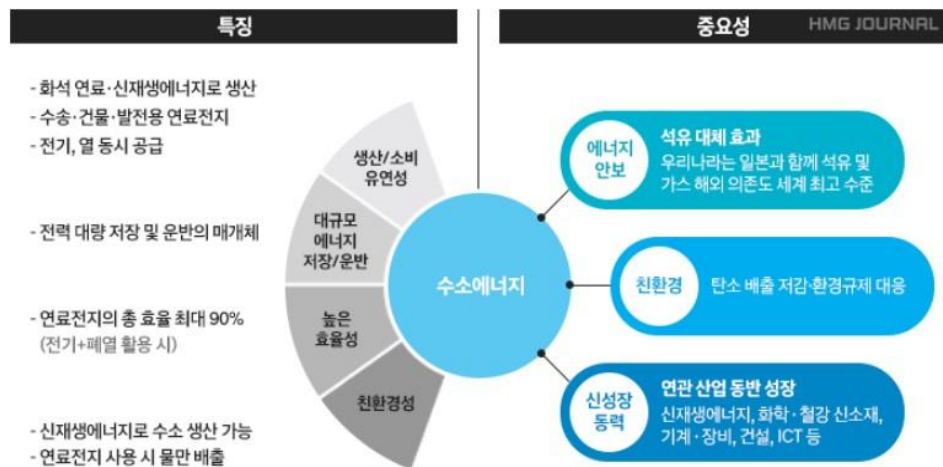 특징
중요성
HMG JOURNAL
- 화석 연료·신재생에너지로 생산
- 수송·건물·발전용 연료전지
- 전기, 열 동시 공급
생산/소비
유연성
- 전력 대량 저장 및 운반의 매개체
대규모
에너지
저장/운반
- 연료전지의 총 효율 최대 90%
(전기+폐열 활용 시)
높은
효율성
- 신재생에너지로 수소 생산 가능
- 연료전지 사용 시 물만 배출
친환경성
수소에너지
에너지
안보
석유 대체 효과
우리나라는 일본과 함께 석유 및
가스 해외 의존도 세계 최고 수준
친환경
탄소 배출 저감·환경규제 대응
신성장
동력
연관 산업 동반 성장
신재생에너지, 화학·철강 신소재,
기계·장비, 건설, ICT 등